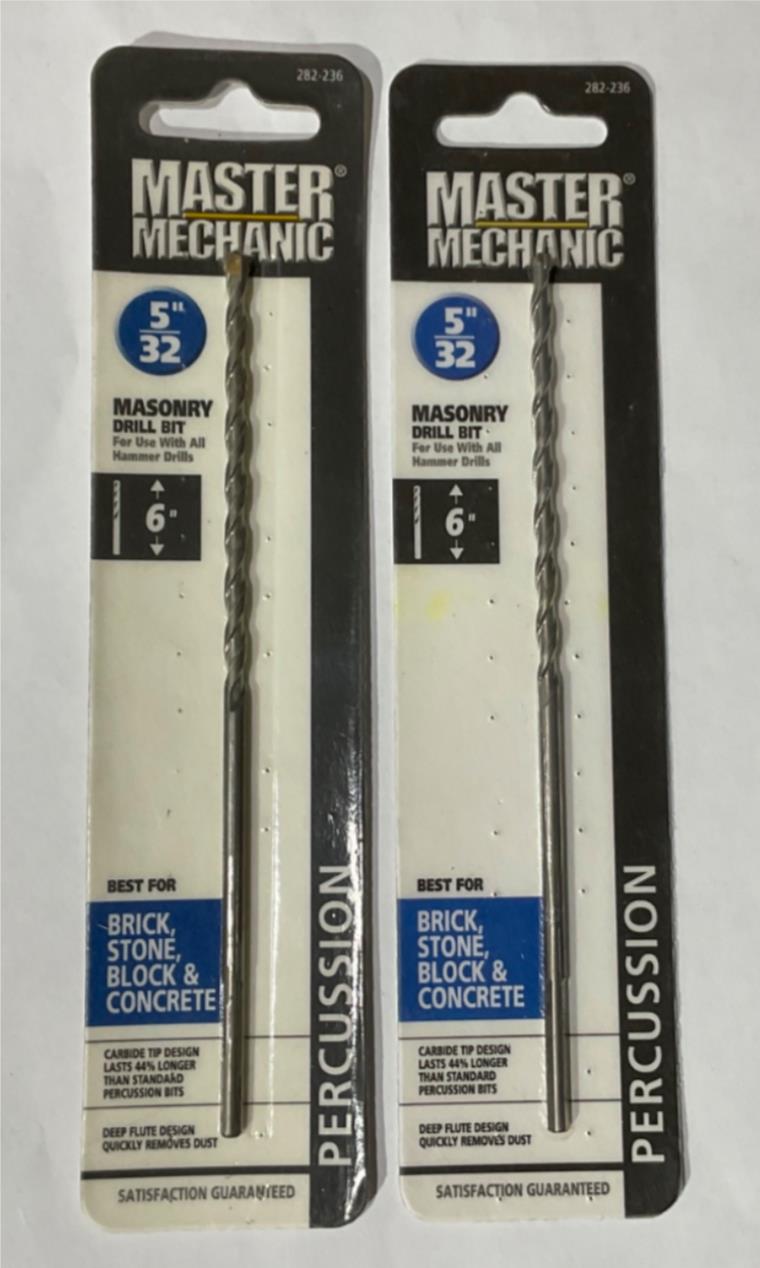 282-236
MASTER®
MECHANIC
5"
32
MASONRY
DRILL BIT
For Use With All
Hammer Drills
6"
BEST FOR
BRICK,
STONE,
BLOCK &
CONCRETE
CARBIDE TIP DESIGN
LASTS 44% LONGER
THAN STANDARD
PERCUSSION BITS
DEEP FLUTE DESIGN
QUICKLY REMOVES DUST
SATISFACTION GUARANTEED
PERCUSSION
282-236
MASTER®
MECHANIC
5"
32
MASONRY
DRILL BIT
For Use With All
Hammer Drills
6"
BEST FOR
BRICK,
STONE,
BLOCK &
CONCRETE
CARBIDE TIP DESIGN
LASTS 44% LONGER
THAN STANDARD
PERCUSSION BITS
DEEP FLUTE DESIGN
QUICKLY REMOVES DUST
SATISFACTION GUARANTEED
PERCUSSION